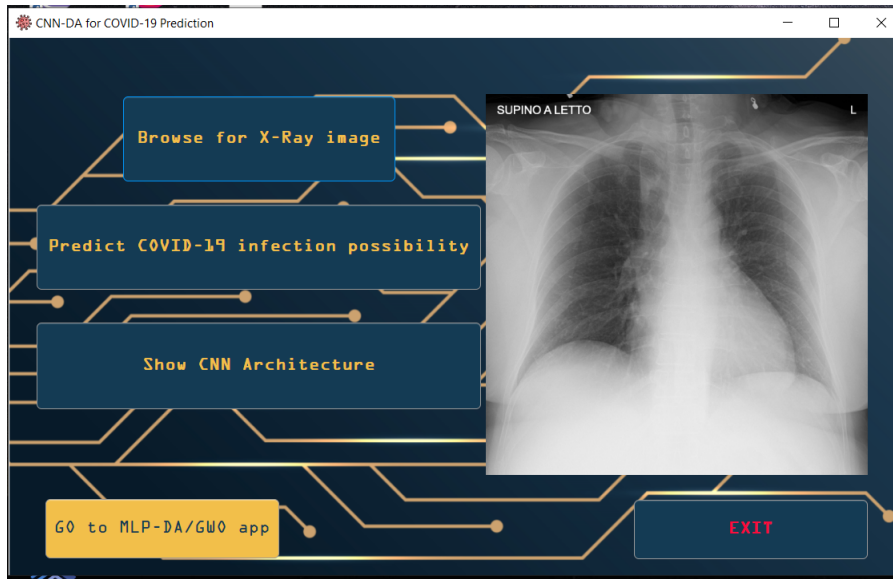 CNN-DA for COVID-19 Prediction
SUPINO A LETTO
L
Browse for X-Ray image
Predict COVID-19 infection possibility
Show CNN Architecture
GO to MLP-DA/GWO app
EXIT